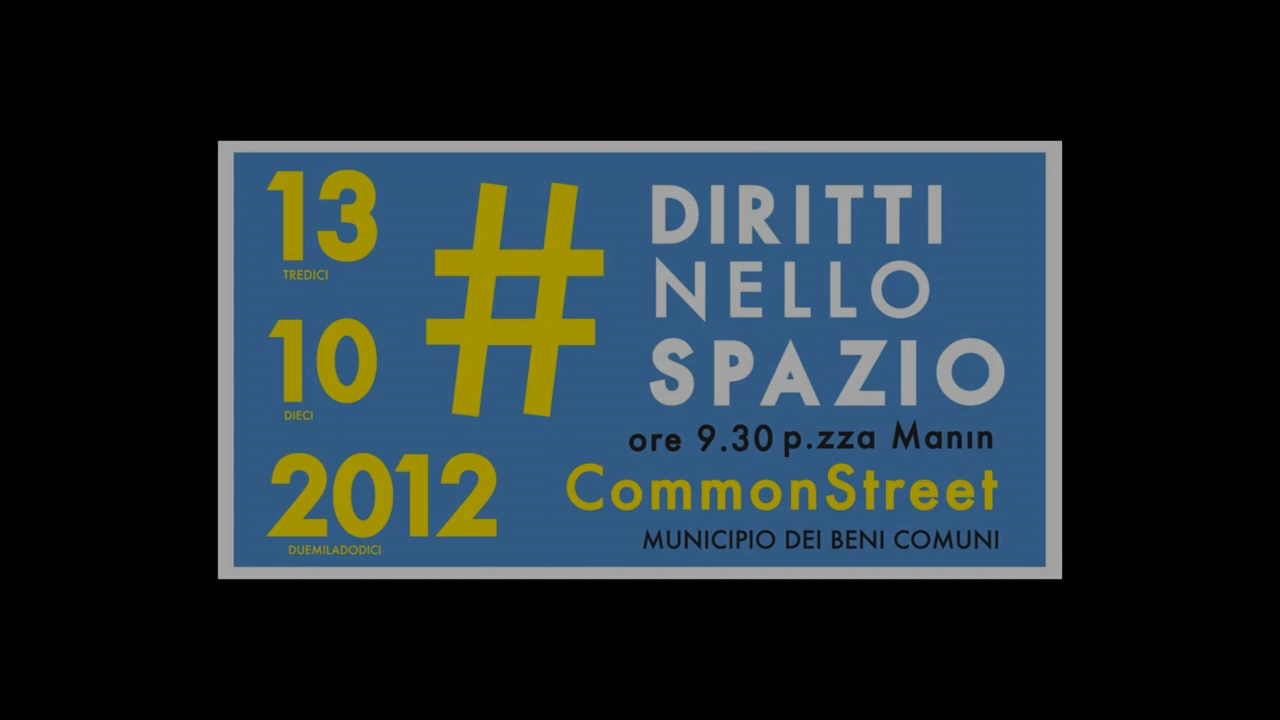 13
TREDICI
10
DIECI
2012
DUEMILADODICI
#
DIRITTI
NELLO
SPAZIO
ore 9.30 p.zza Manin
CommonStreet
MUNICIPIO DEI BENI COMUNI